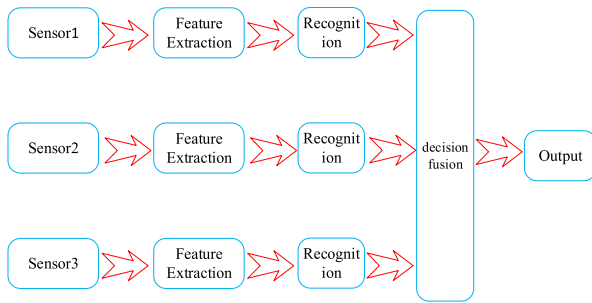 Sensor1
Feature
Extraction
Recognit
ion
Sensor2
Feature
Extraction
Recognit
ion
decision
fusion
Output
Sensor3
Feature
Extraction
Recognit
ion